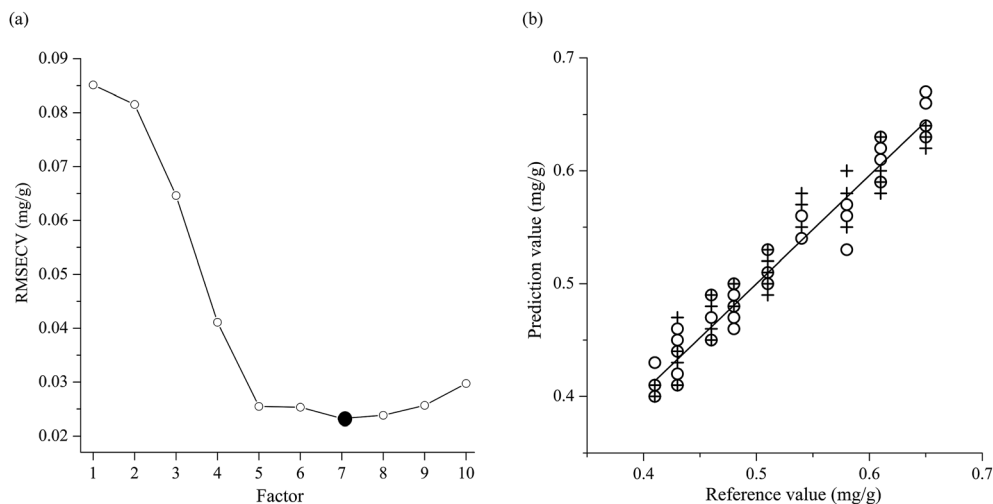 (a)
0.09
0.08
0.07
0.06
0.05
0.04
0.03
0.02
RMSECV (mg/g)
1 2 3 4 5 6 7 8 9 10
Factor
(b)
0.7
0.6
0.5
0.4
Prediction value (mg/g)
0.4 0.5 0.6 0.7
Reference value (mg/g)